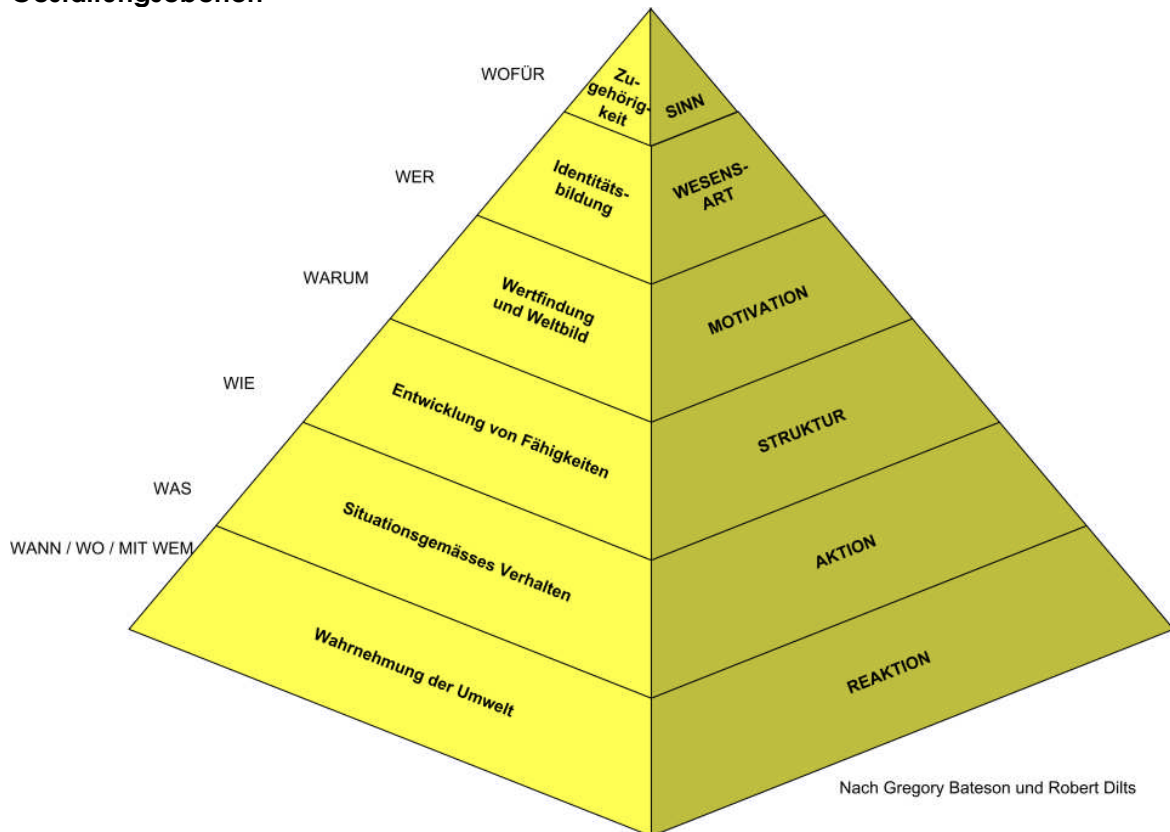 WOFÜR
Zu-
gehörig-
keit
SINN
WER
Identitäts-
bildung
WESENS-
ART
WARUM
Wertfindung
und Weltbild
MOTIVATION
WIE
Entwicklung von Fähigkeiten
STRUKTUR
WAS
Situationsgemässes Verhalten
AKTION
WANN / WO / MIT WEM
Wahrnehmung der Umwelt
REAKTION
Nach Gregory Bateson und Robert Dilts